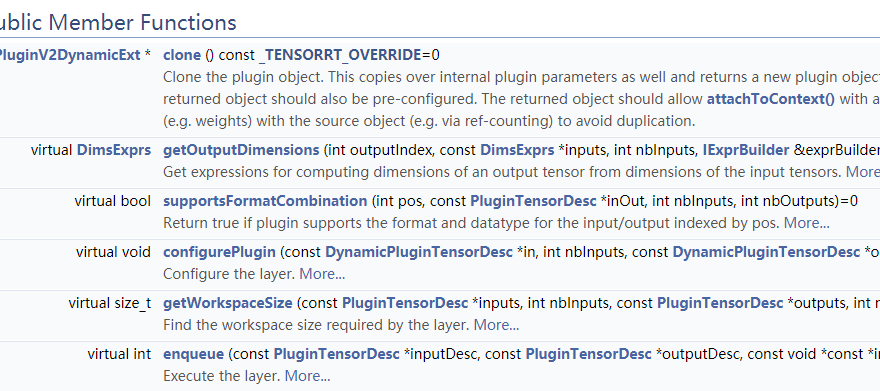 ublic Member Functions
PluginV2DynamicExt * clone () const _TENSORRT_OVERRIDE=0
Clone the plugin object. This copies over internal plugin parameters as well and returns a new plugin objec
returned object should also be pre-configured. The returned object should allow attachToContext() with a
(e.g. weights) with the source object (e.g. via ref-counting) to avoid duplication.
virtual DimsExprs getOutputDimensions (int outputIndex, const DimsExprs *inputs, int nbInputs, IExprBuilder &exprBuilder
Get expressions for computing dimensions of an output tensor from dimensions of the input tensors. More
virtual bool supportsFormatCombination (int pos, const PluginTensorDesc *inOut, int nbInputs, int nbOutputs)=0
Return true if plugin supports the format and datatype for the input/output indexed by pos. More...
virtual void configurePlugin (const DynamicPluginTensorDesc *in, int nbInputs, const DynamicPluginTensorDesc *o
Configure the layer. More...
virtual size_t getWorkspaceSize (const PluginTensorDesc *inputs, int nbInputs, const PluginTensorDesc *outputs, int n
Find the workspace size required by the layer. More...
virtual int enqueue (const PluginTensorDesc *inputDesc, const PluginTensorDesc *outputDesc, const void *const *i
Execute the layer. More...